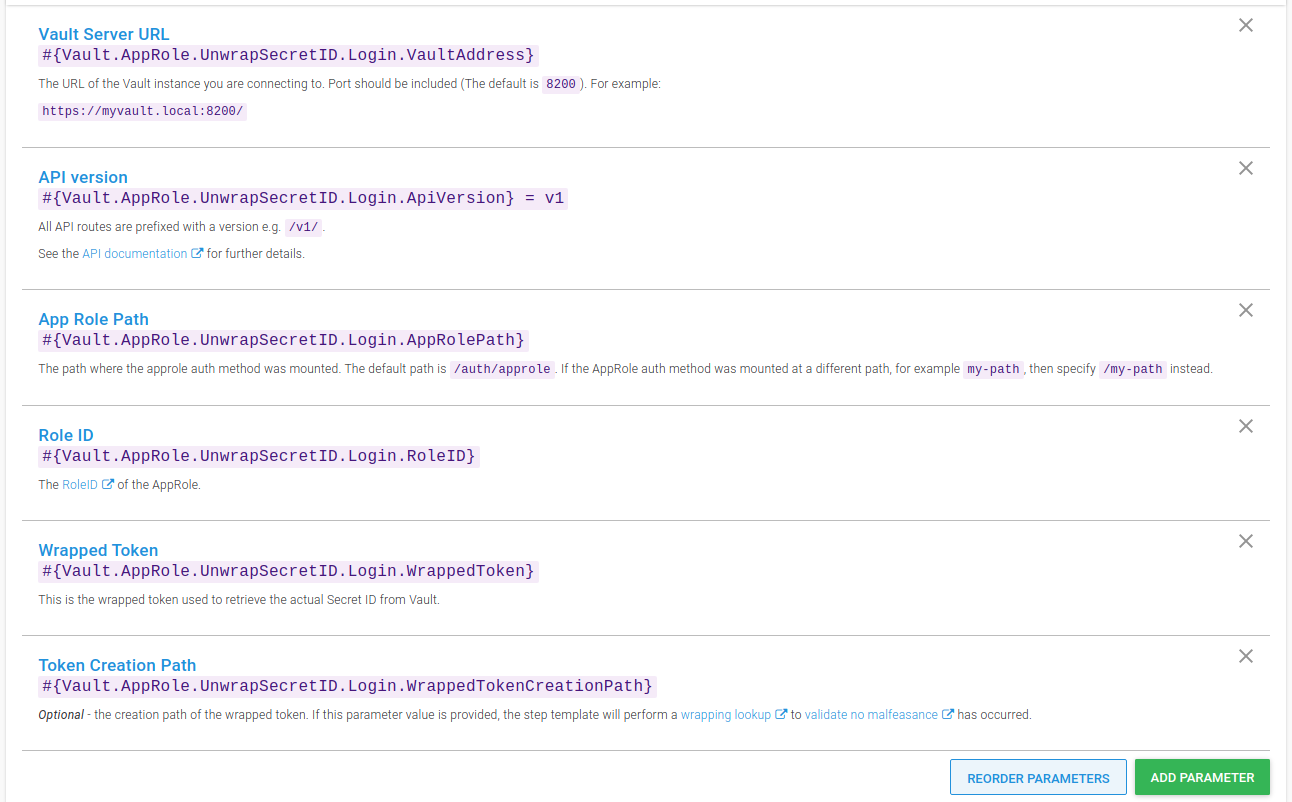 Vault Server URL
#{Vault.AppRole.UnwrapSecretID.Login.VaultAddress}
The URL of the Vault instance you are connecting to. Port should be included (The default is 8200 ). For example:
https://myvault.local:8200/
API version
#{Vault.AppRole.UnwrapSecretID.Login.ApiVersion} = v1
All API routes are prefixed with a version e.g. /v1/ .
See the API documentation for further details.
App Role Path
#{Vault.AppRole.UnwrapSecretID.Login.AppRolePath}
The path where the approle auth method was mounted. The default path is /auth/approle . If the AppRole auth method was mounted at a different path, for example my-path , then specify /my-path instead.
Role ID
#{Vault.AppRole.UnwrapSecretID.Login.RoleID}
The RoleID of the AppRole.
Wrapped Token
#{Vault.AppRole.UnwrapSecretID.Login.WrappedToken}
This is the wrapped token used to retrieve the actual Secret ID from Vault.
Token Creation Path
#{Vault.AppRole.UnwrapSecretID.Login.WrappedTokenCreationPath}
Optional - the creation path of the wrapped token. If this parameter value is provided, the step template will perform a wrapping lookup to validate no malfeasance has occurred.
REORDER PARAMETERS ADD PARAMETER